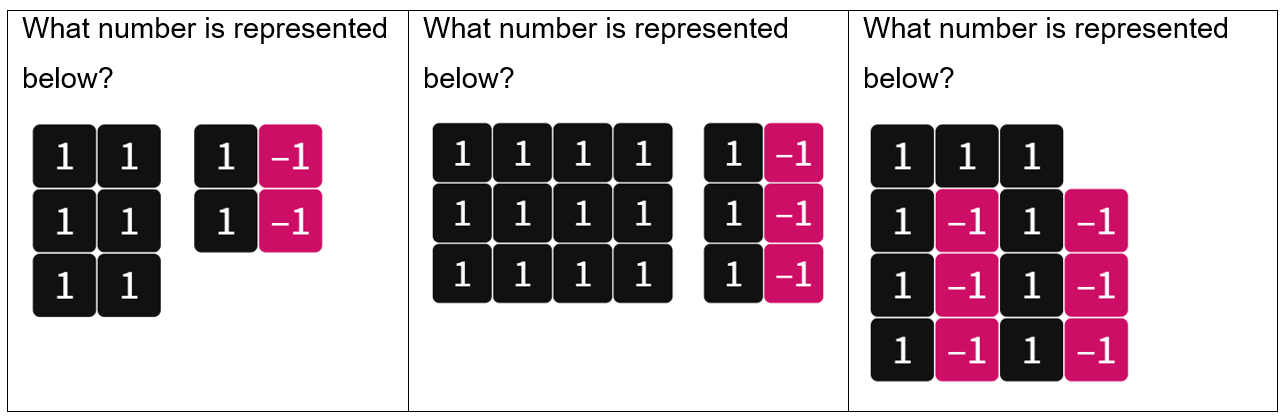 What number is represented
below?
1 1 1 –1
1 1 1 –1
1 1
What number is represented
below?
1 1 1 1 1 –1
1 1 1 1 1 –1
1 1 1 1 1 –1
What number is represented
below?
1 1 1
1 –1 1 –1
1 –1 1 –1
1 –1 1 –1